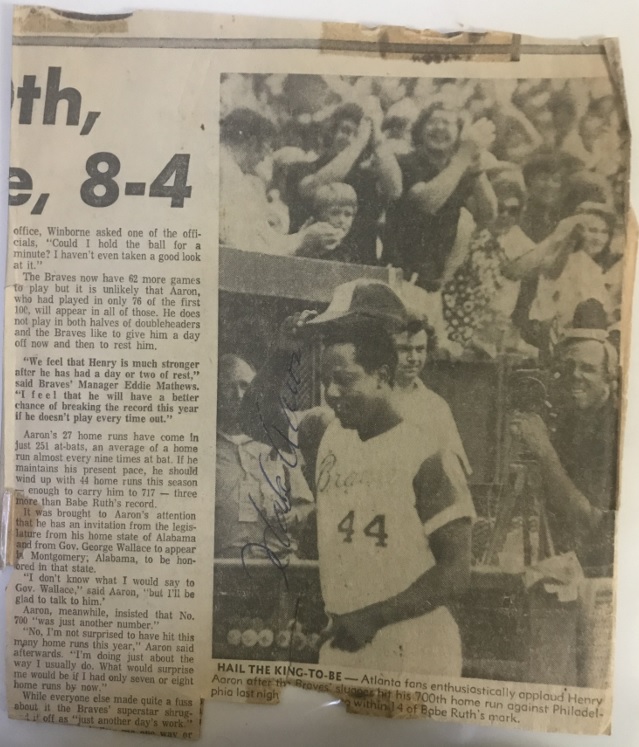 0th,
e, 8-4
office, Winborne asked one of the offi-
cials, "Could I hold the ball for a
minute? I haven't even taken a good look
at it."
The Braves now have 62 more games
to play but it is unlikely that Aaron,
who had played in only 76 of the first
100, will appear in all of those. He does
not play in both halves of doubleheaders
and the Braves like to give him a day
off now and then to rest him.
"We feel that Henry is much stronger
after he has had a day or two of rest,"
said Braves' Manager Eddie Mathews.
"I feel that he will have a better
chance of breaking the record this year
if he doesn't play every time out."
Aaron's 27 home runs have come in
just 251 at-bats, an average of a home
run almost every nine times at bat. If he
maintains his present pace, he should
wind up with 44 home runs this season
— enough to carry him to 717 — three
more than Babe Ruth's record.
It was brought to Aaron's attention
that he has an invitation from the legis-
lature from his home state of Alabama
and from Gov. George Wallace to appear
in Montgomery, Alabama, to be hon-
ored in that state.
"I don't know what I would say to
Gov. Wallace," said Aaron, "but I'll be
glad to talk to him.'
Aaron, meanwhile, insisted that No.
700 "was just another number."
"No, I'm not surprised to have hit this
many home runs this year," Aaron said
afterwards. "I'm doing just about the
way I usually do. What would surprise
me would be if I had only seven or eight
home runs by now."
While everyone else made quite a fuss
about it the Braves' superstar shrug-
it off as "just another day's work."
way or
Braves
44
Hank Aaron
HAIL THE KING-TO-BE — Atlanta fans enthusiastically applaud Henry
Aaron after the Braves' slugger hit his 700th home run against Philadel-
phia last nigh within 14 of Babe Ruth's mark.